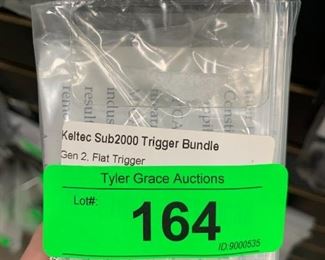 Keltec Sub2000 Trigger Bundle
Gen 2, Flat Trigger
Tyler Grace Auctions
Lot#:
164
ID:9000535